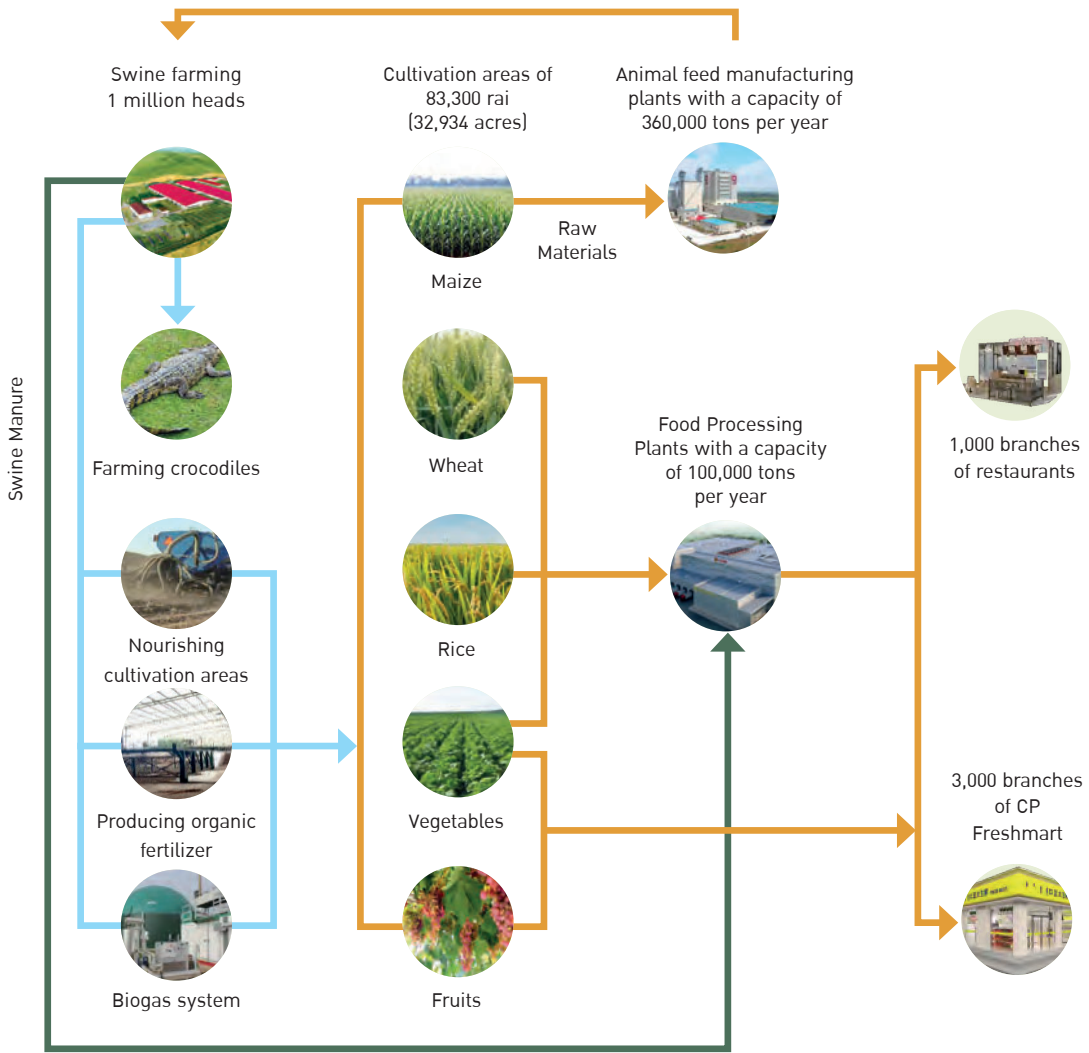 Swine farming
1 million heads
Cultivation areas of
83,300 rai
(32,934 acres)
Animal feed manufacturing
plants with a capacity of
360,000 tons per year
Raw
Materials
Maize
Swine Manure
Farming crocodiles
Wheat
Food Processing
Plants with a capacity
of 100,000 tons
per year
1,000 branches
of restaurants
Nourishing
cultivation areas
Rice
Producing organic
fertilizer
Vegetables
3,000 branches
of CP
Freshmart
Biogas system
Fruits